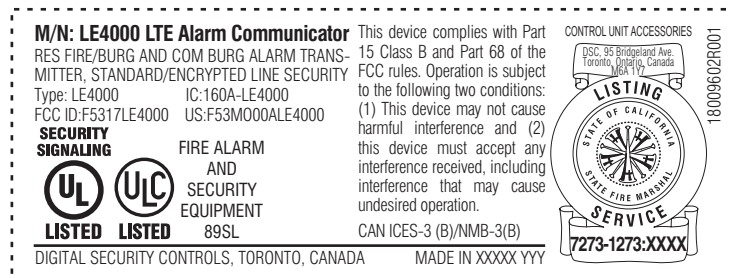 M/N: LE4000 LTE Alarm Communicator
RES FIRE/BURG AND COM BURG ALARM TRANS-
MITTER, STANDARD/ENCRYPTED LINE SECURITY
Type: LE4000 IC:160A-LE4000
FCC ID:F5317LE4000 US:F53MO00ALE4000
SECURITY
SIGNALING
UL
LISTED
ULC
LISTED
FIRE ALARM
AND
SECURITY
EQUIPMENT
89SL
This device complies with Part
15 Class B and Part 68 of the
FCC rules. Operation is subject
to the following two conditions:
(1) This device may not cause
harmful interference and (2)
this device must accept any
interference received, including
interference that may cause
undesired operation.
CAN ICES-3 (B)/NMB-3(B)
DIGITAL SECURITY CONTROLS, TORONTO, CANADA MADE IN XXXXX YYY
CONTROL UNIT ACCESSORIES
DSC, 95 Bridgeland Ave.
Toronto, Ontario, Canada
M6A 1Y7
LISTING
STATE OF CALIFORNIA
STATE FIRE MARSHAL
SERVICE
7273-1273:XXXX
18009602R001